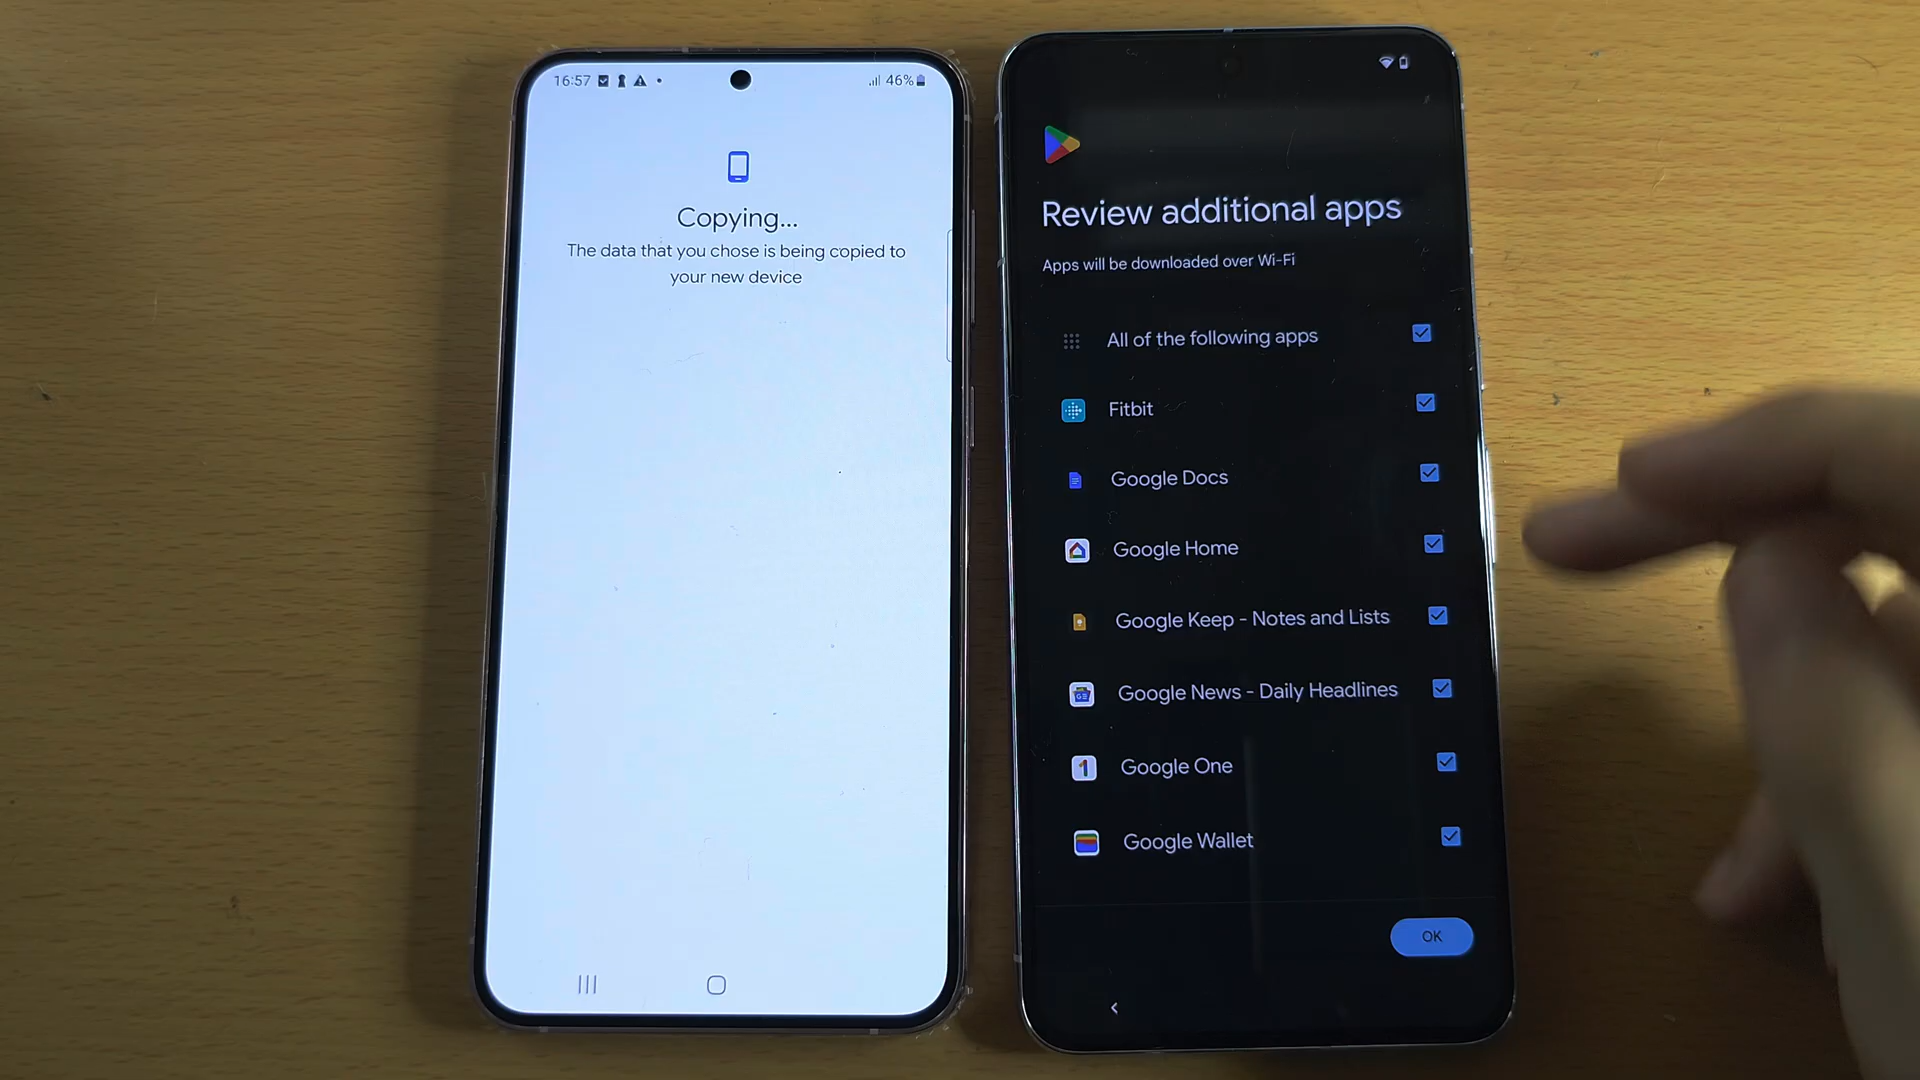 16:57
46%
Copying...
The data that you chose is being copied to
your new device
Review additional apps
Apps will be downloaded over Wi-Fi
All of the following apps
Fitbit
Google Docs
Google Home
Google Keep - Notes and Lists
Google News - Daily Headlines
Google One
Google Wallet
OK